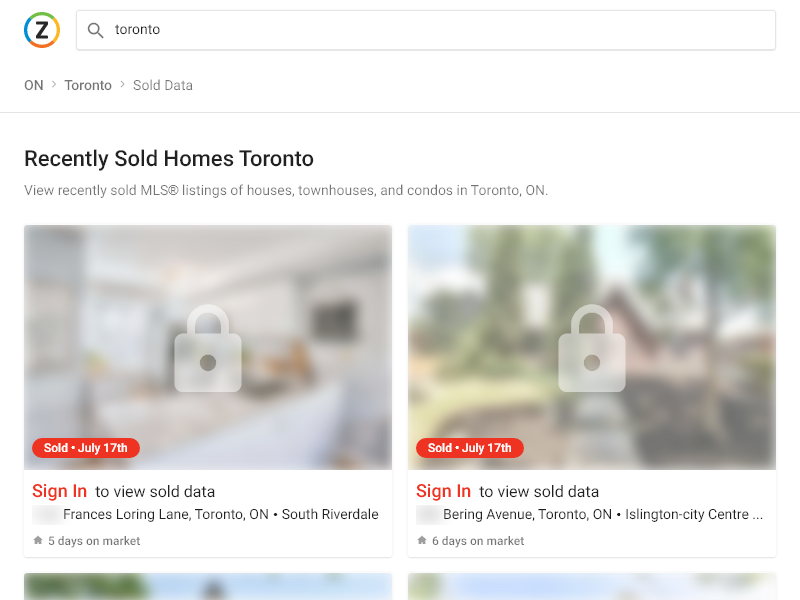 Z
toronto
ON > Toronto > Sold Data
Recently Sold Homes Toronto
View recently sold MLS® listings of houses, townhouses, and condos in Toronto, ON.
Sold • July 17th
Sign In to view sold data
Frances Loring Lane, Toronto, ON • South Riverdale
5 days on market
Sold • July 17th
Sign In to view sold data
Bering Avenue, Toronto, ON • Islington-city Centre ...
6 days on market